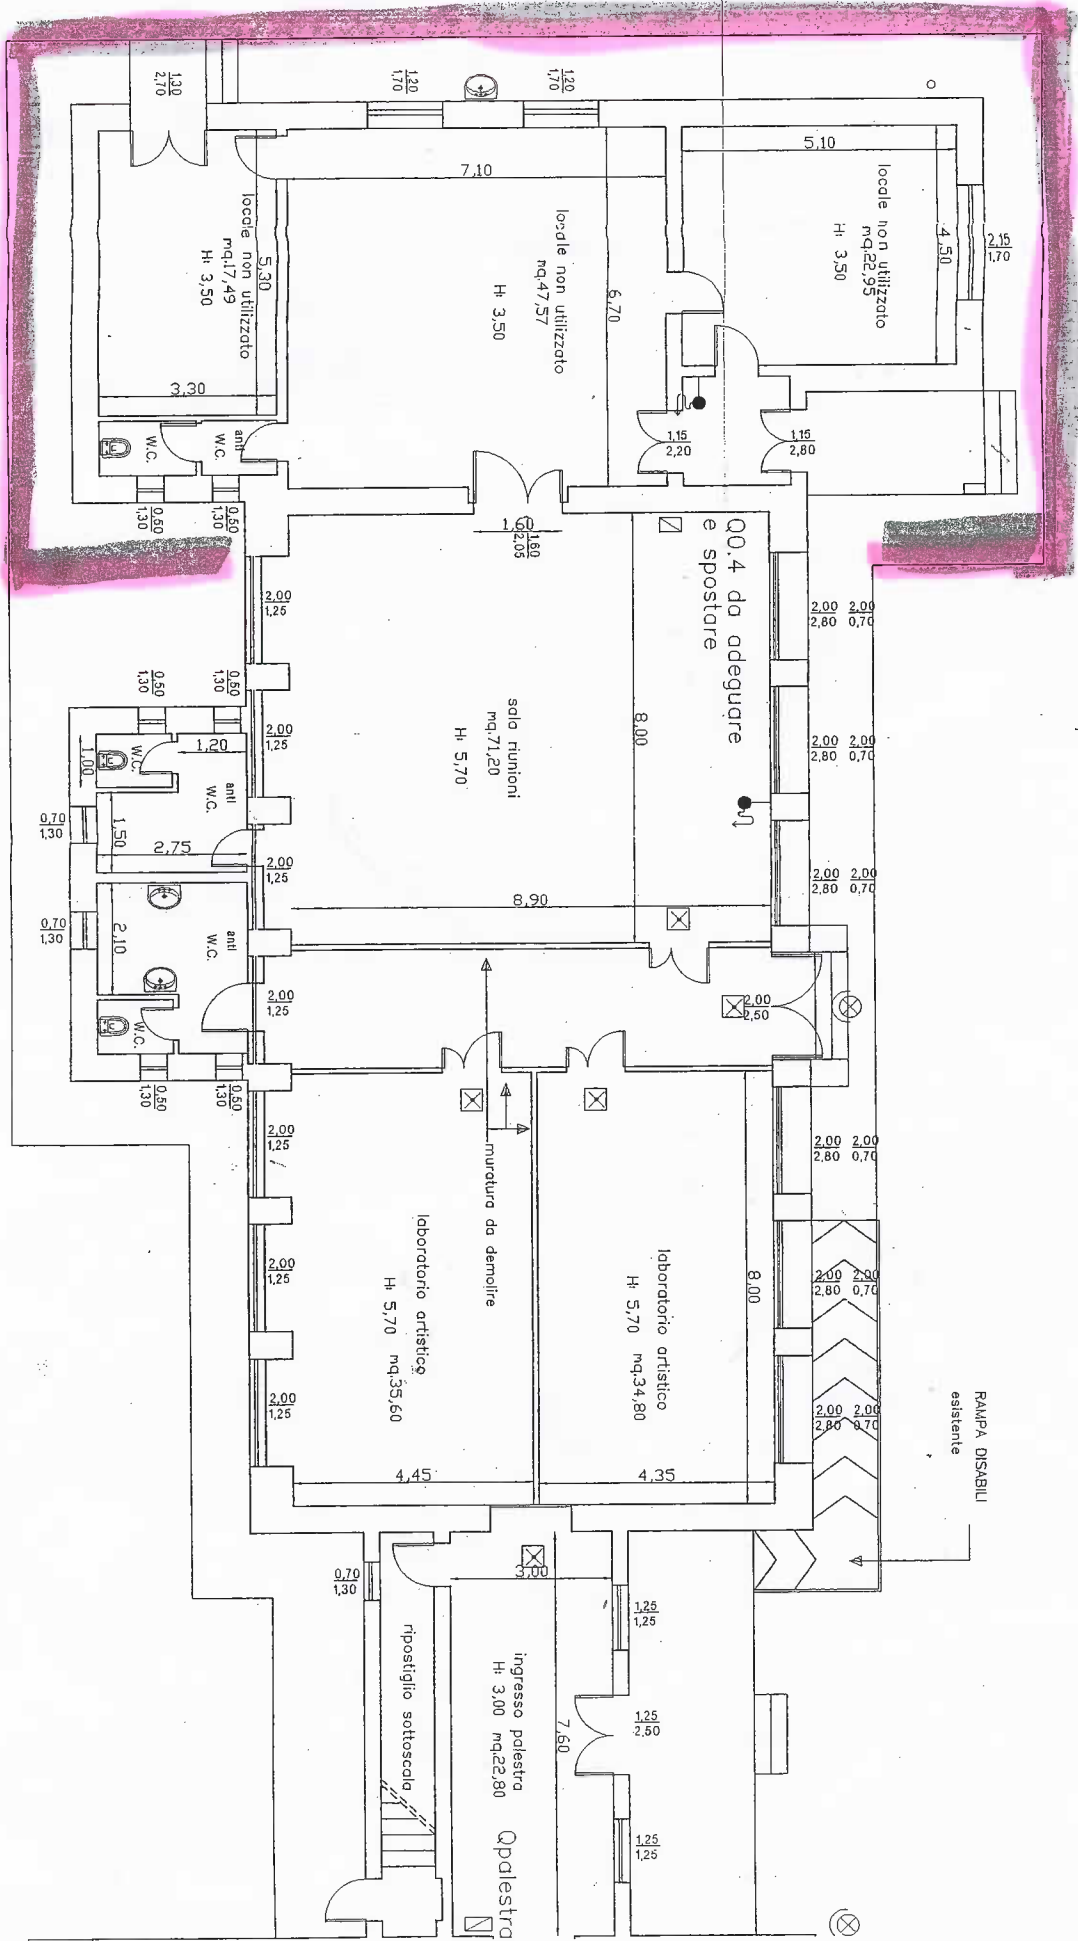 1,30
2,70
1,20
1,70
1,20
1,70
5,10
locale non utilizzato
mq.22,95
H: 3,50
4,50
2,15
1,70
7,10
locale non utilizzato
mq.47,57
H: 3,50
6,70
locale non utilizzato
mq.17,49
H: 3,50
5,30
3,30
W.C.
anti
W.C.
1,15
2,20
1,15
2,80
0,50
1,30
0,50
1,30
1,60
1,60
2,05
Q0.4 da adeguare
e spostare
2,00
1,25
2,00
2,80
2,00
0,70
0,50
1,30
0,50
1,30
sala riunioni
mq.71,20
H: 5,70
8,00
2,00
1,25
2,00
2,80
2,00
0,70
1,00
W.C.
1,20
anti
W.C.
0,70
1,30
1,50
2,75
2,00
1,25
2,00
2,80
2,00
0,70
8,90
0,70
1,30
2,10
anti
W.C.
W.C.
2,00
1,25
2,00
2,50
0,50
1,30
0,50
1,30
2,00
1,25
2,00
2,80
2,00
0,70
muratura da demolire
laboratorio artistico
H: 5,70 mq.35,60
laboratorio artistico
H: 5,70 mq.34,80
8,00
2,00
1,25
2,00
2,80
2,00
0,70
2,00
1,25
2,00
2,80
2,00
0,70
RAMPA DISABILI
esistente
4,45
4,35
3,00
0,70
1,30
1,25
1,25
ripostiglio sottoscala
ingresso palestra
H: 3,00 mq.22,80
7,60
1,25
2,50
1,25
1,25
Qpalestra